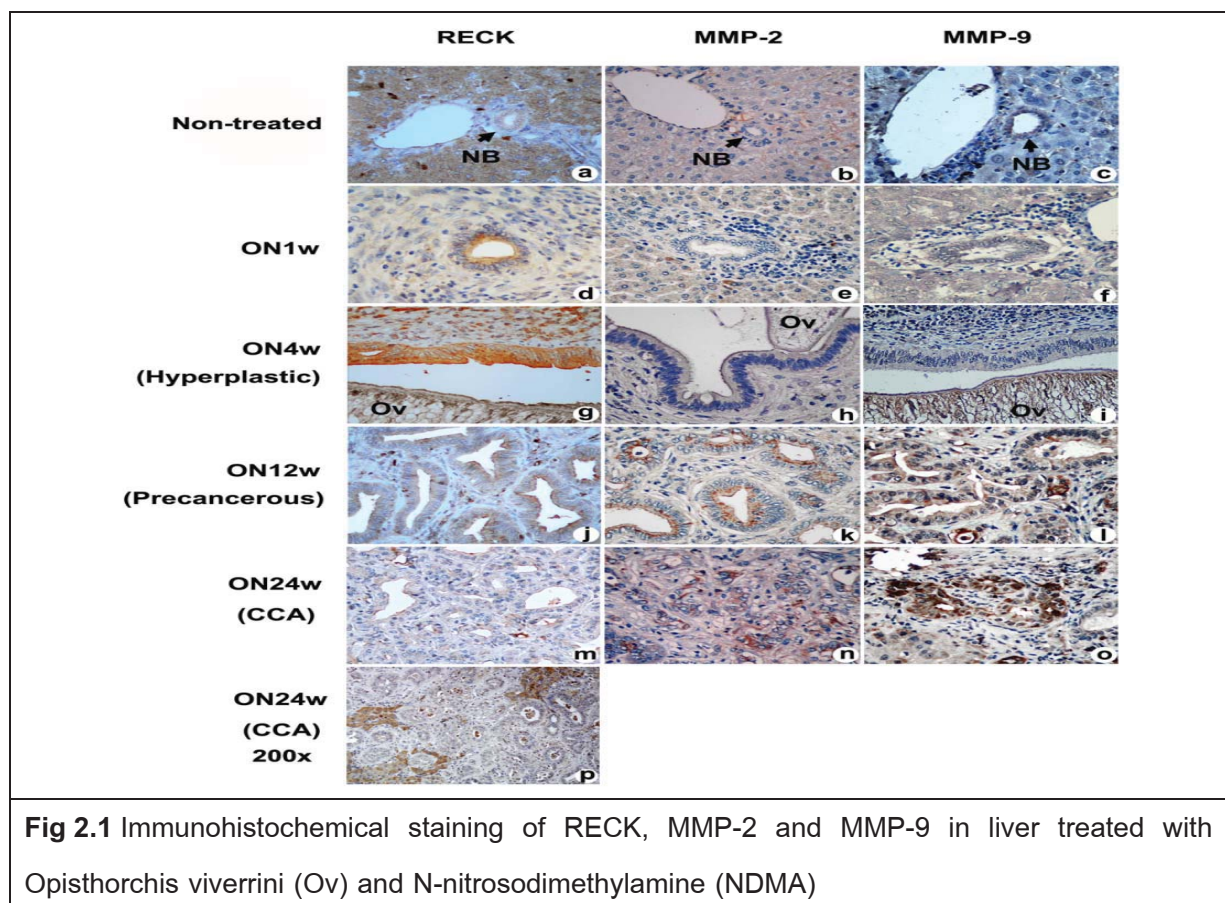 RECK MMP-2 MMP-9
Non-treated
NB
a
NB
b
NB
c
ON1w
d
e
f
ON4w
(Hyperplastic)
Ov
g
Ov
h
Ov
i
ON12w
(Precancerous)
j
k
l
ON24w
(CCA)
m
n
o
ON24w
(CCA)
200x
p
Fig 2.1 Immunohistochemical staining of RECK, MMP-2 and MMP-9 in liver treated with
Opisthorchis viverrini (Ov) and N-nitrosodimethylamine (NDMA)